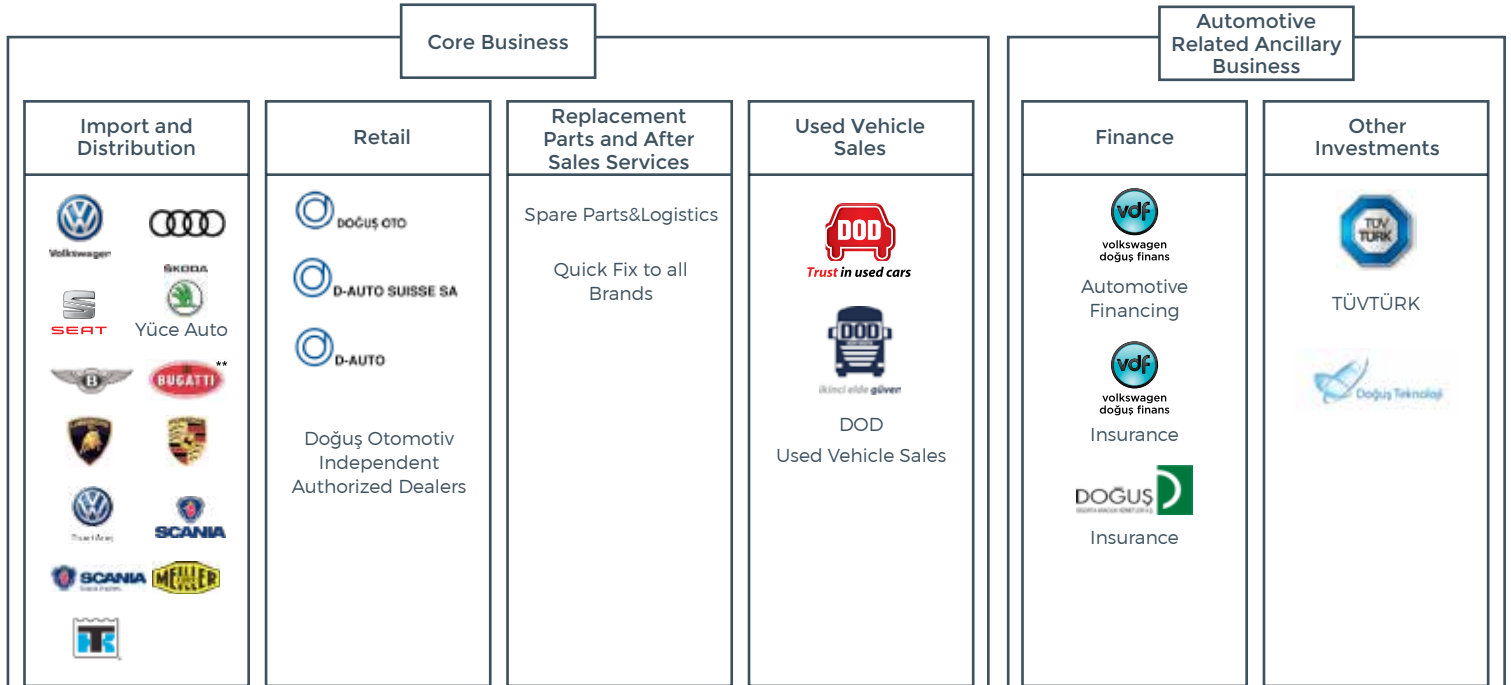 Core Business
Automotive
Related Ancillary
Business
Import and
Distribution
Volkswagen
ŠKODA
SEAT
Yüce Auto
B
BUGATTI
**
SCANIA
SCANIA
MEILLER
Retail
DOĞUŞ OTO
D-AUTO SUISSE SA
D-AUTO
Doğuş Otomotiv
Independent
Authorized Dealers
Replacement
Parts and After
Sales Services
Spare Parts&Logistics
Quick Fix to all
Brands
Used Vehicle
Sales
DOD
Trust in used cars
DOD
ikinci elde güven
DOD
Used Vehicle Sales
Finance
vdf
volkswagen
doğuş finans
Automotive
Financing
vdf
volkswagen
doğuş finans
Insurance
DOĞUŞ
Insurance
Other
Investments
TÜV
TÜRK
TÜVTÜRK
Doğuş Teknoloji